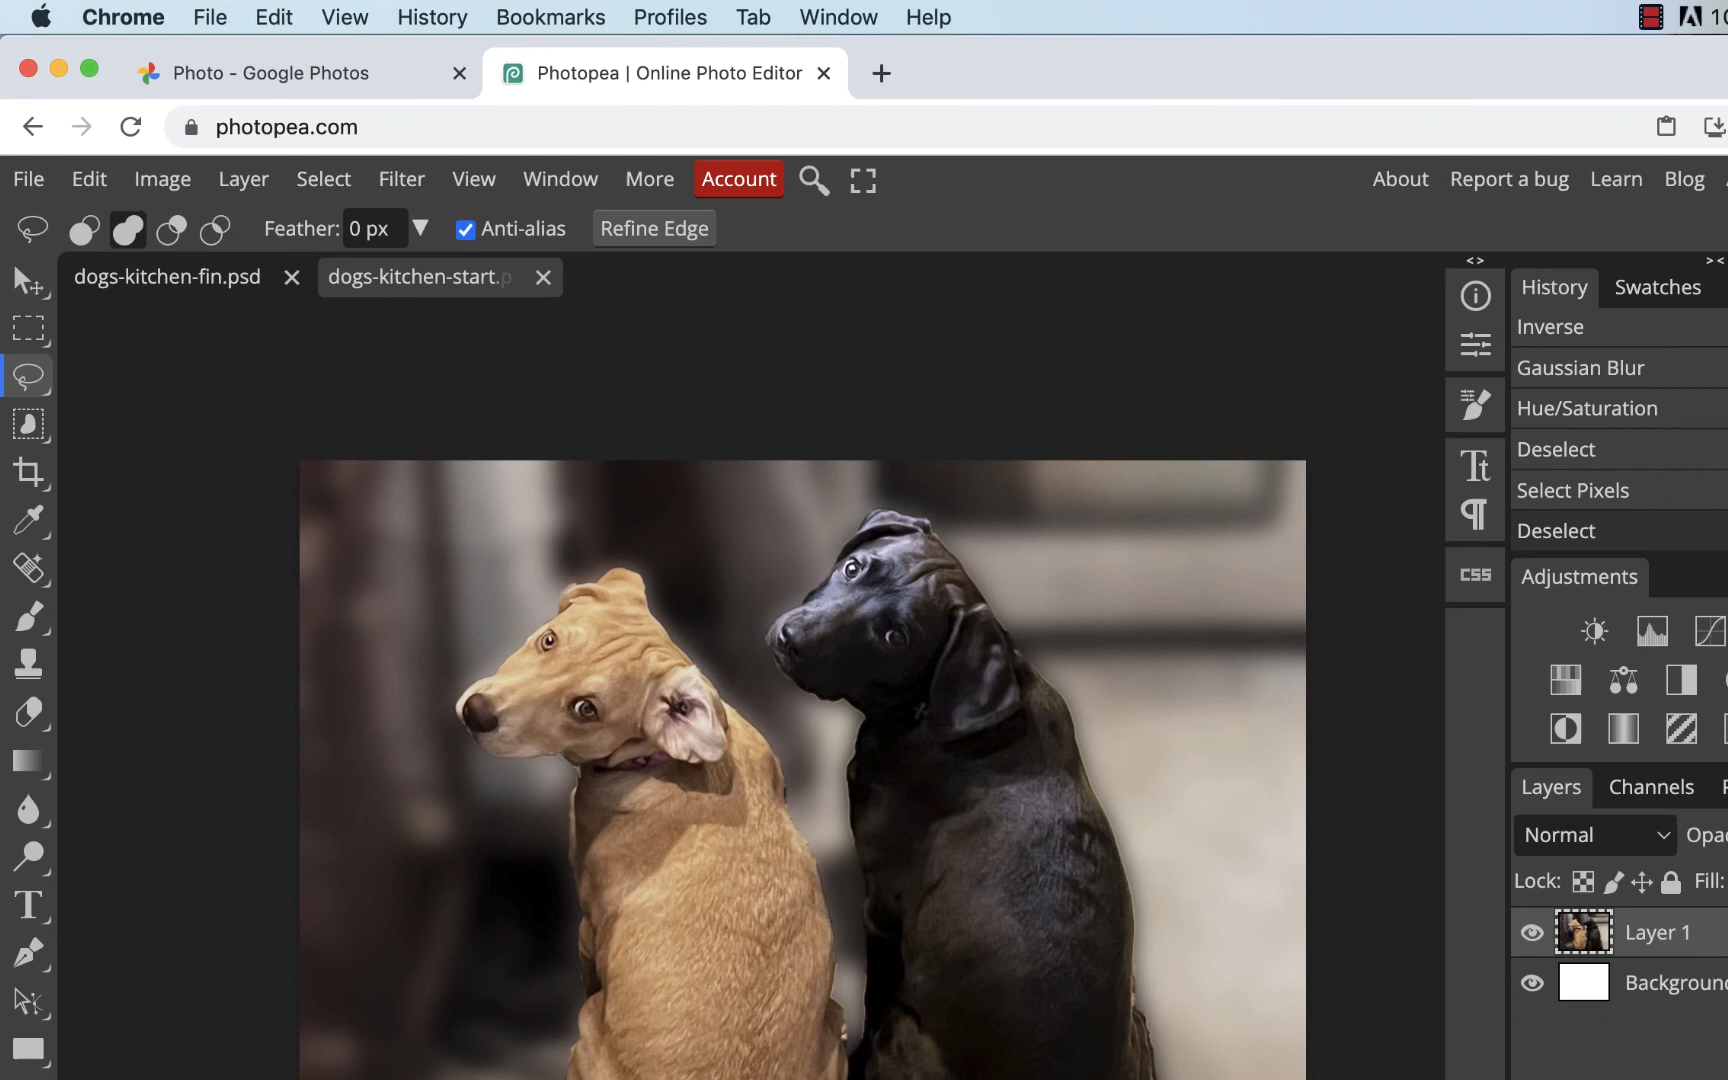 Chrome File Edit View History Bookmarks Profiles Tab Window Help
Photo - Google Photos
Photopea | Online Photo Editor
photopea.com
File Edit Image Layer Select Filter View Window More Account
About Report a bug Learn Blog
Feather: 0 px Anti-alias Refine Edge
dogs-kitchen-fin.psd dogs-kitchen-start.p
< > > <
History Swatches
Inverse
Gaussian Blur
Hue/Saturation
Deselect
Select Pixels
Deselect
CSS
Adjustments
Layers Channels
Normal Opac
Lock: Fill:
Layer 1
Background